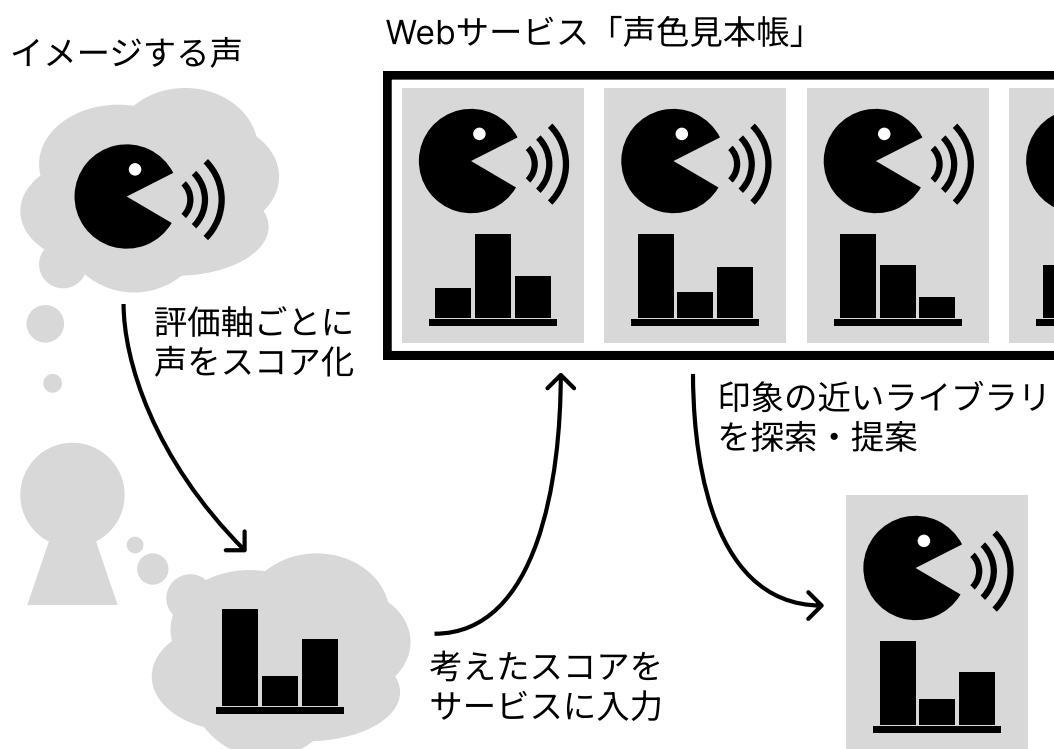 Webサービス「声色見本帳」
イメージする声
評価軸ごとに
声をスコア化
印象の近いライブラリ
を探索・提案
考えたスコアを
サービスに入力